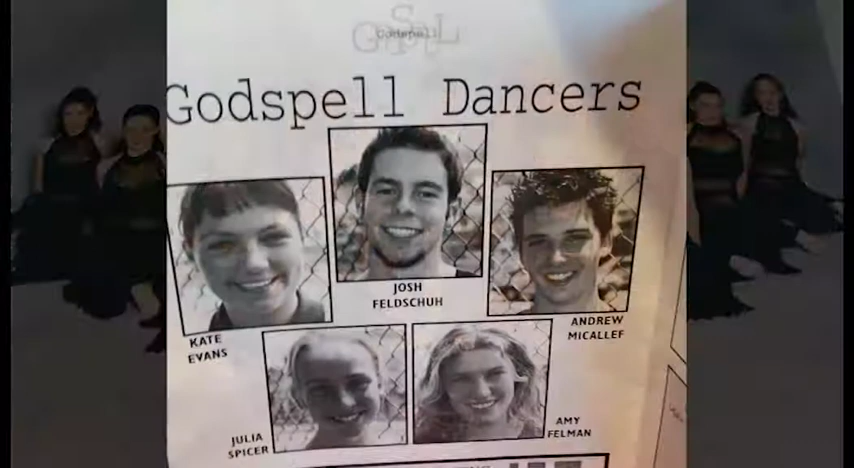 Godspell
Godspell Dancers
JOSH
FELDSCHUH
KATE
EVANS
ANDREW
MICALLEF
JULIA
SPICER
AMY
FELMAN